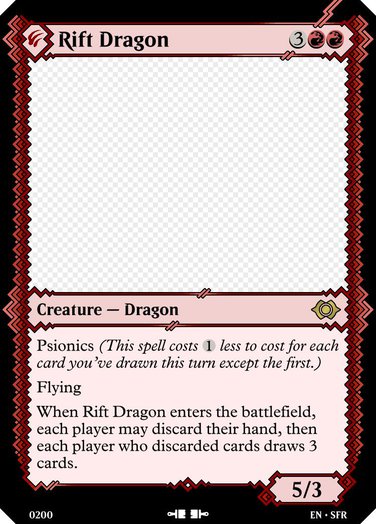 Rift Dragon
3
Creature — Dragon
Psionics (This spell costs 1 less to cost for each
card you've drawn this turn except the first.)
Flying
When Rift Dragon enters the battlefield,
each player may discard their hand, then
each player who discarded cards draws 3
cards.
5/3
0200
EN • SFR